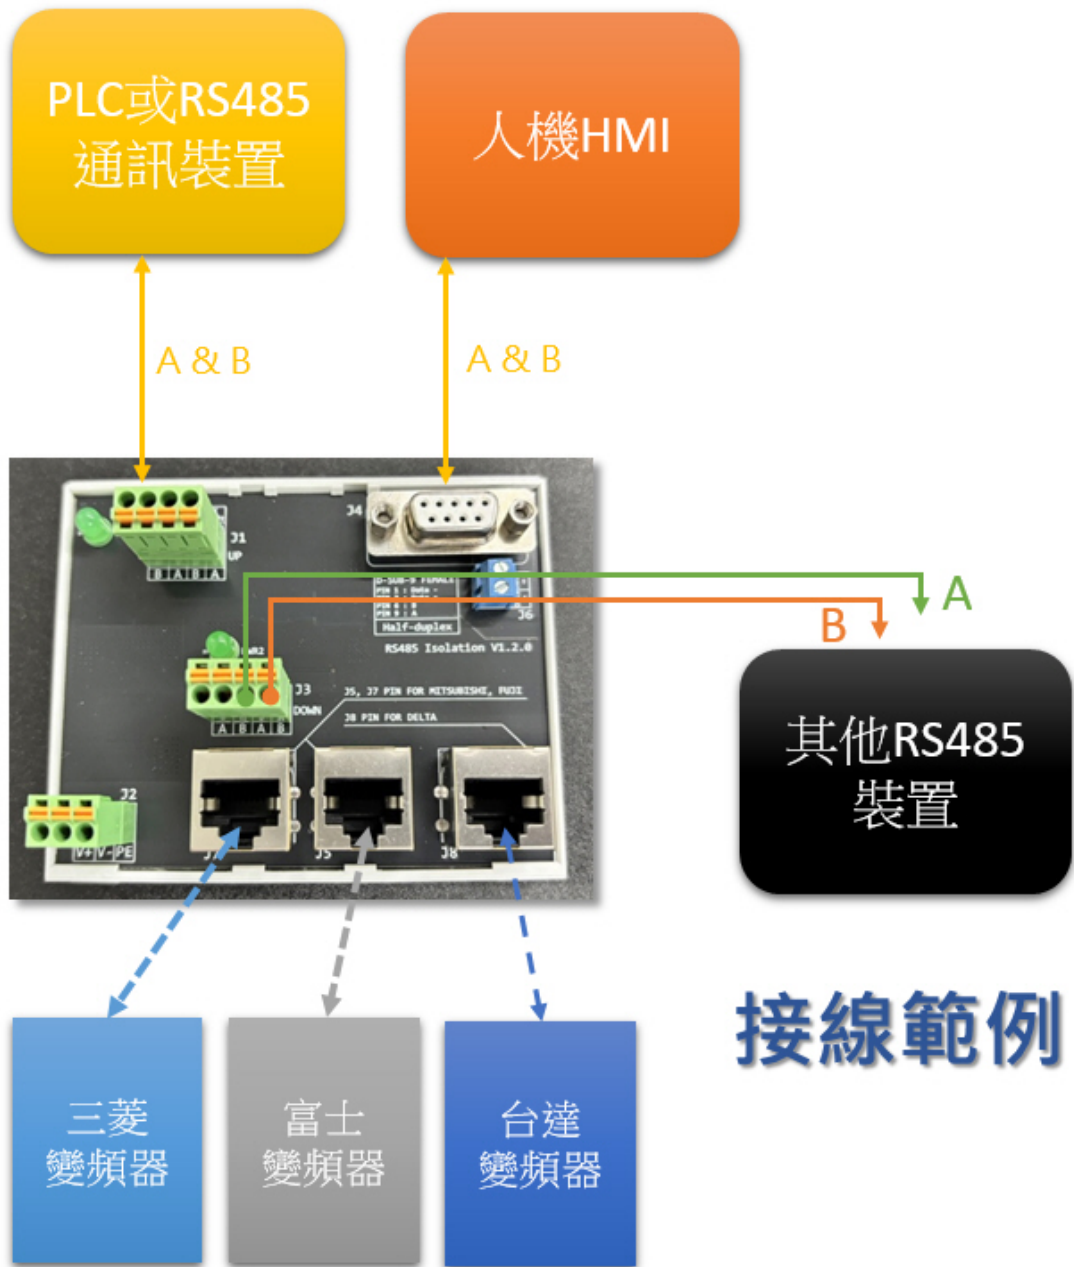 PLC或RS485
通訊裝置
人機HMI
A & B
A & B
J1
UP
B A B A
J4
D-SUB-9 FEMALE
Half-duplex
J6
RS485 Isolation V1.2.0
A
B
J3
DOWN
A B A B
J5, J7 PIN FOR MITSUBISHI, FUJI
J8 PIN FOR DELTA
其他RS485
裝置
J2
V+ V- PE
J5
J8
接線範例
三菱
變頻器
富士
變頻器
台達
變頻器